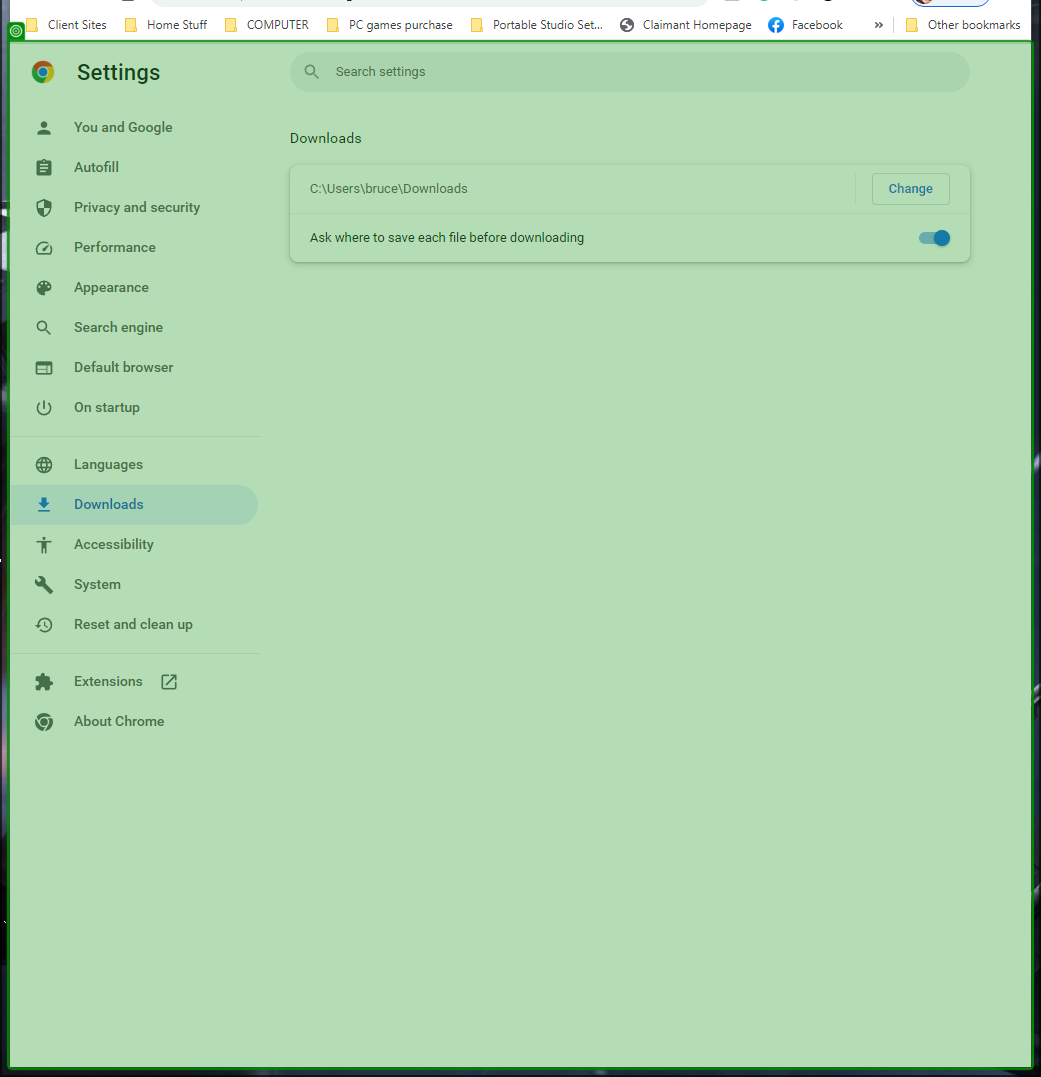 Client Sites Home Stuff COMPUTER PC games purchase Portable Studio Set... Claimant Homepage Facebook » Other bookmarks
Settings
Search settings
You and Google
Autofill
Privacy and security
Performance
Appearance
Search engine
Default browser
On startup
Languages
Downloads
Accessibility
System
Reset and clean up
Extensions
About Chrome
Downloads
C:\Users\bruce\Downloads
Change
Ask where to save each file before downloading